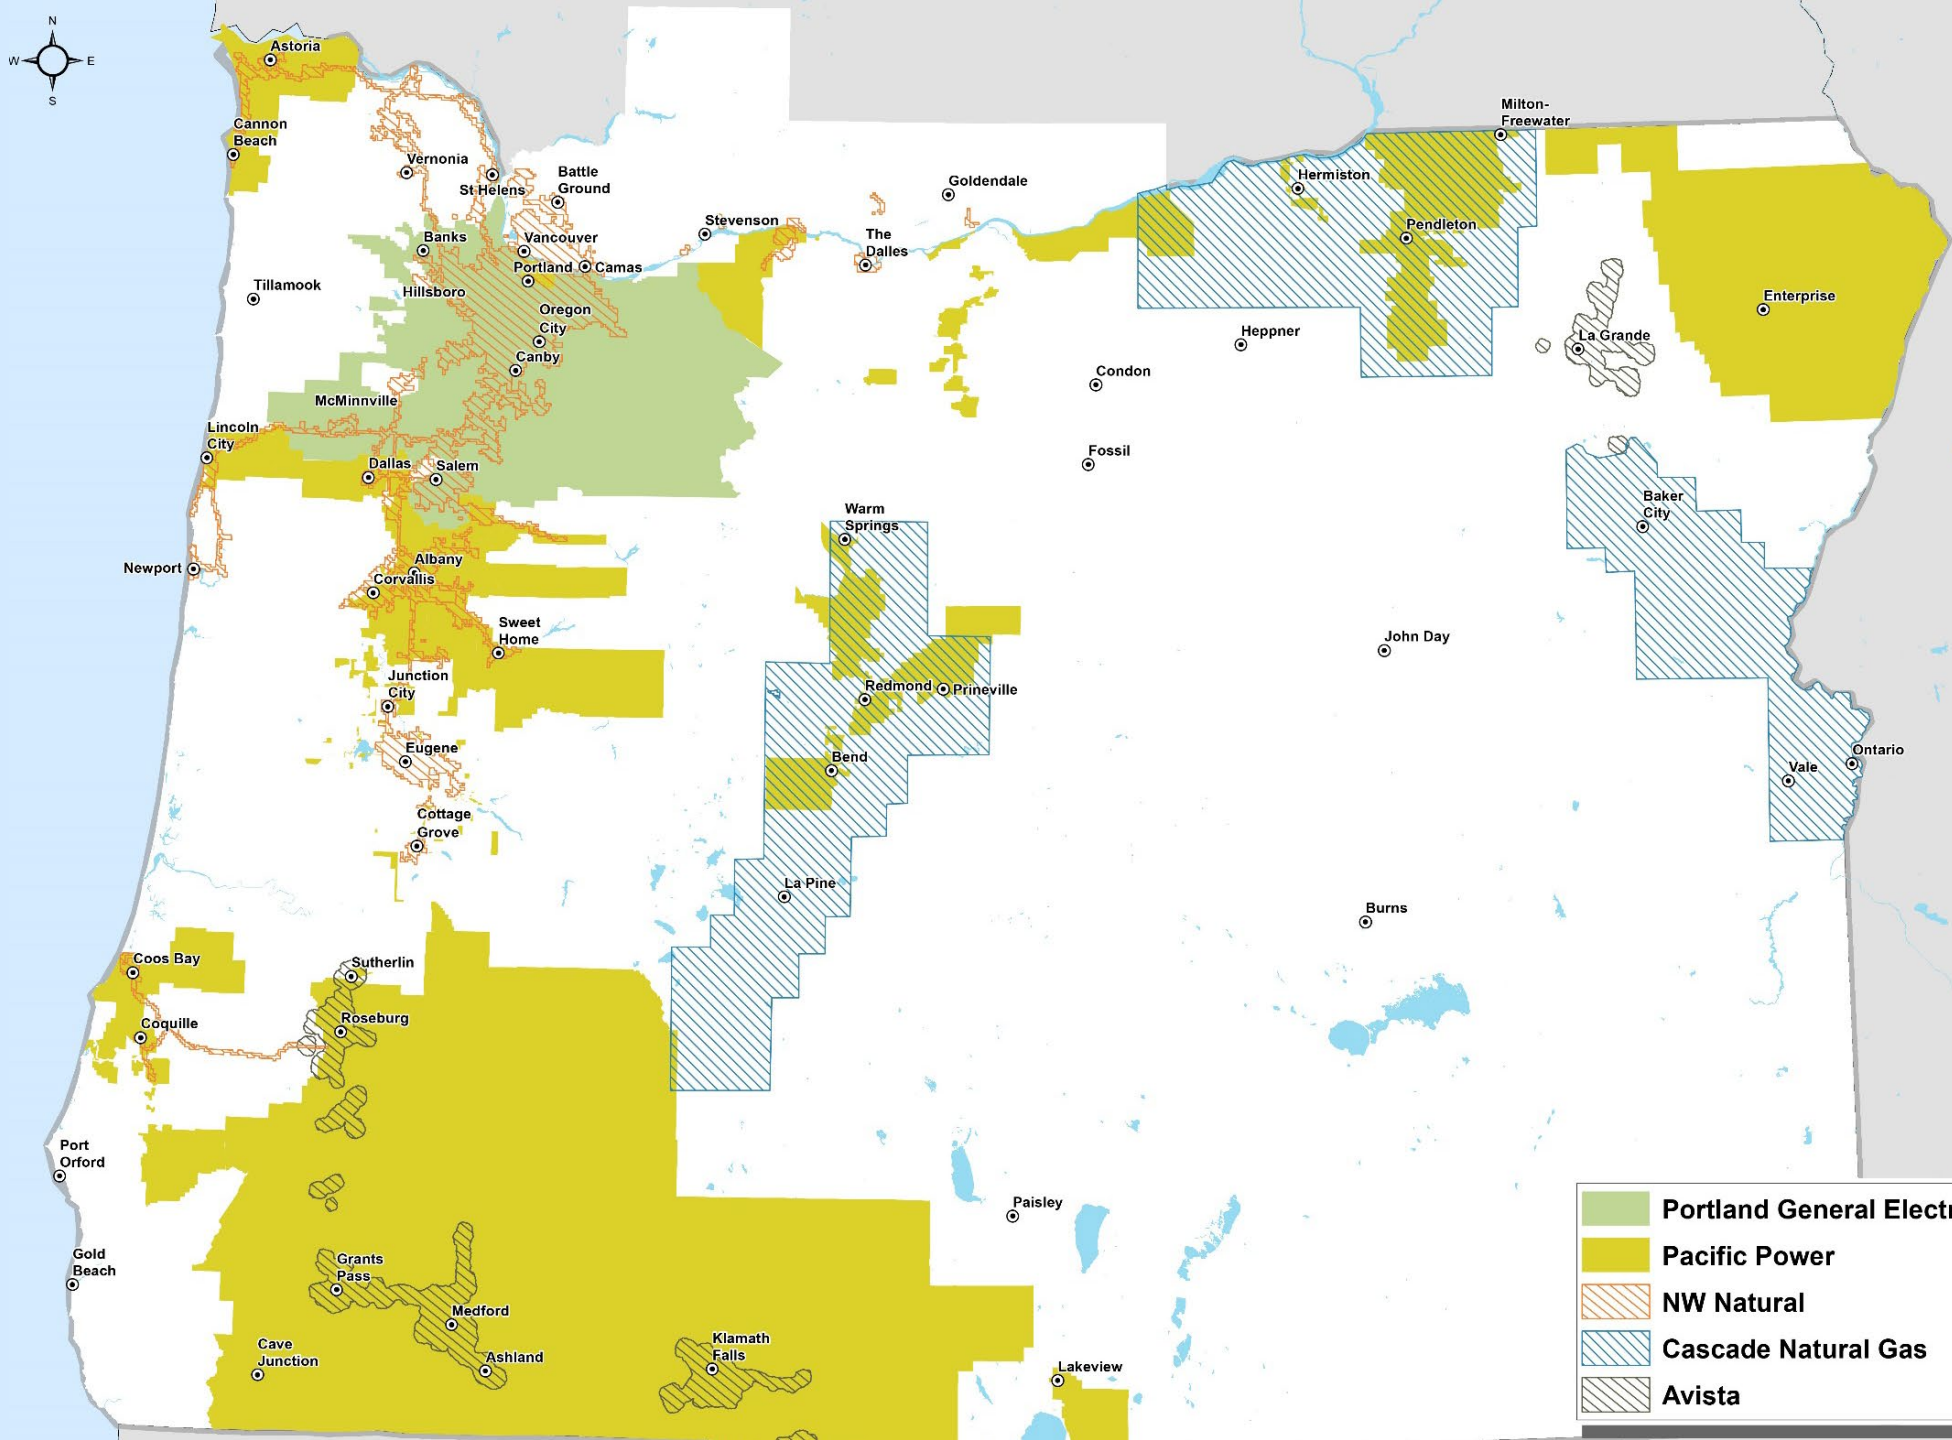 N
W
E
S
Astoria
Cannon
Beach
Vernonia
St Helens
Battle
Ground
Goldendale
Stevenson
The
Dalles
Banks
Vancouver
Portland
Camas
Hillsboro
Oregon
City
Canby
Tillamook
McMinnville
Lincoln
City
Dallas
Salem
Newport
Albany
Corvallis
Sweet
Home
Junction
City
Eugene
Cottage
Grove
Milton-
Freewater
Hermiston
Pendleton
Heppner
Condon
Fossil
La Grande
Enterprise
Baker
City
Warm
Springs
Redmond
Prineville
Bend
La Pine
John Day
Burns
Ontario
Vale
Coos Bay
Coquille
Sutherlin
Roseburg
Port
Orford
Gold
Beach
Grants
Pass
Medford
Ashland
Cave
Junction
Klamath
Falls
Paisley
Lakeview
Portland General Electr
Pacific Power
NW Natural
Cascade Natural Gas
Avista